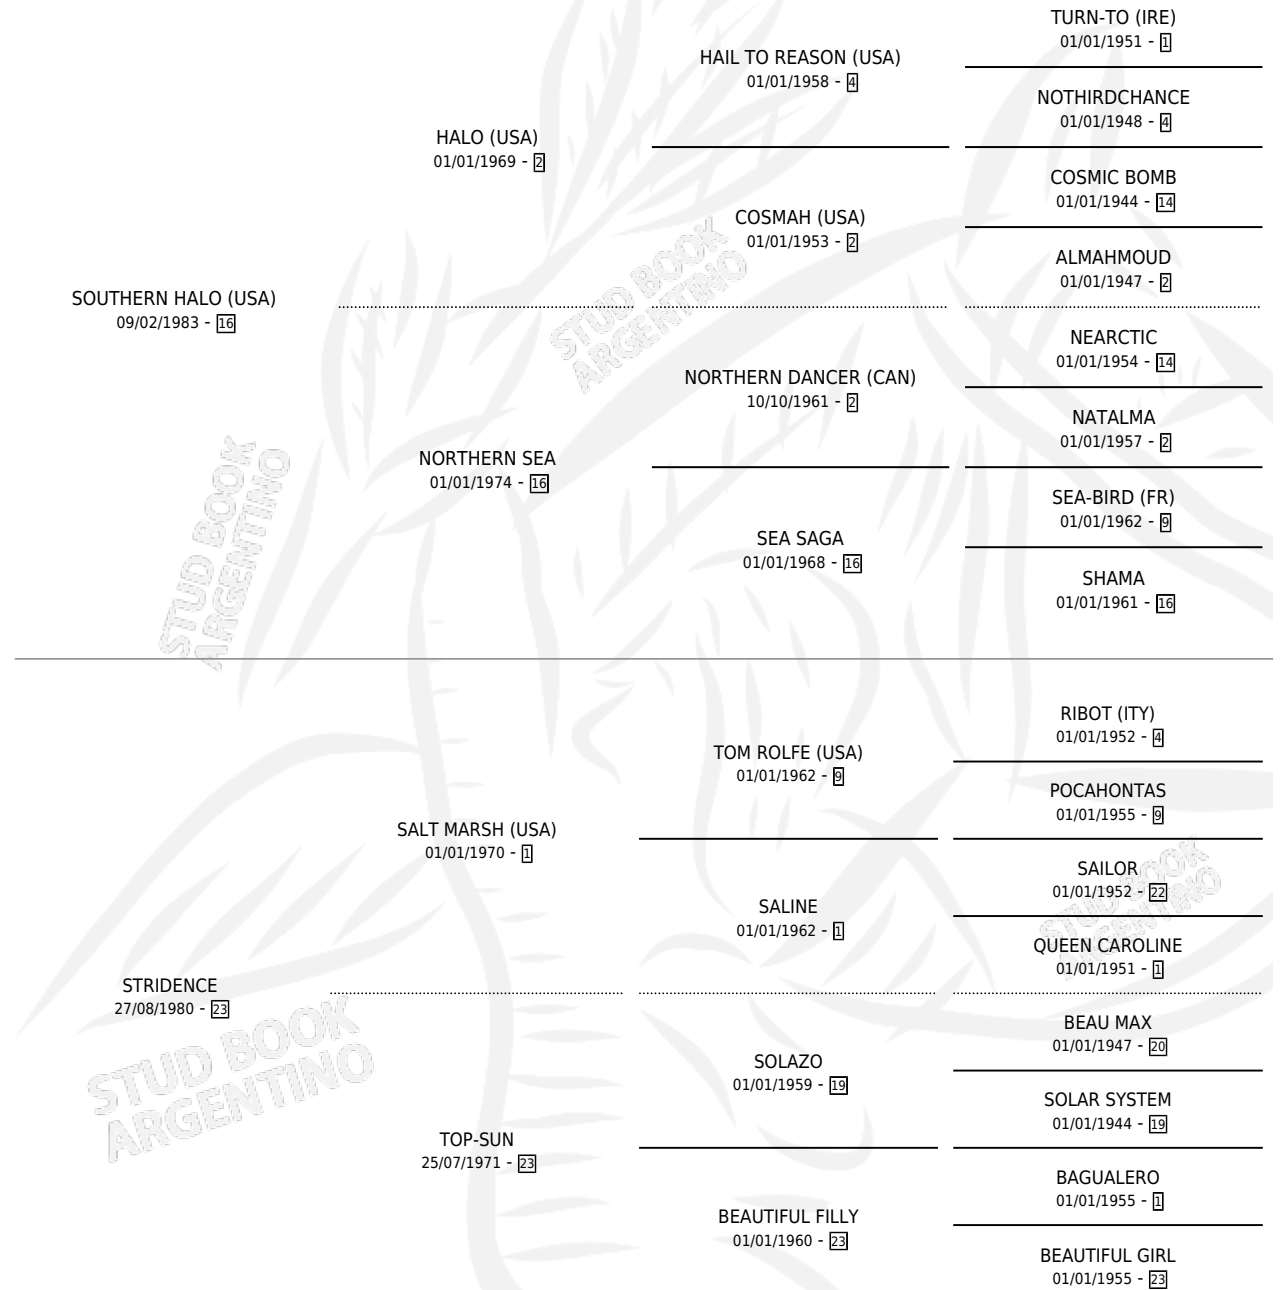 SOUTHERN HALO (USA)
09/02/1983 - 16
HALO (USA)
01/01/1969 - 2
HAIL TO REASON (USA)
01/01/1958 - 4
TURN-TO (IRE)
01/01/1951 - 1
NOTHIRDCHANCE
01/01/1948 - 4
COSMAH (USA)
01/01/1953 - 2
COSMIC BOMB
01/01/1944 - 14
ALMAHMOUD
01/01/1947 - 2
NORTHERN SEA
01/01/1974 - 16
NORTHERN DANCER (CAN)
10/10/1961 - 2
NEARCTIC
01/01/1954 - 14
NATALMA
01/01/1957 - 2
SEA SAGA
01/01/1968 - 16
SEA-BIRD (FR)
01/01/1962 - 9
SHAMA
01/01/1961 - 16
STRIDENCE
27/08/1980 - 23
SALT MARSH (USA)
01/01/1970 - 1
TOM ROLFE (USA)
01/01/1962 - 9
RIBOT (ITY)
01/01/1952 - 4
POCAHONTAS
01/01/1955 - 9
SALINE
01/01/1962 - 1
SAILOR
01/01/1952 - 22
QUEEN CAROLINE
01/01/1951 - 1
TOP-SUN
25/07/1971 - 23
SOLAZO
01/01/1959 - 19
BEAU MAX
01/01/1947 - 20
SOLAR SYSTEM
01/01/1944 - 19
BEAUTIFUL FILLY
01/01/1960 - 23
BAGUALERO
01/01/1955 - 1
BEAUTIFUL GIRL
01/01/1955 - 23
STUD BOOK
ARGENTINO
STUD BOOK
ARGENTINO
STUD BOOK
ARGENTINO
STUD BOOK
ARGENTINO